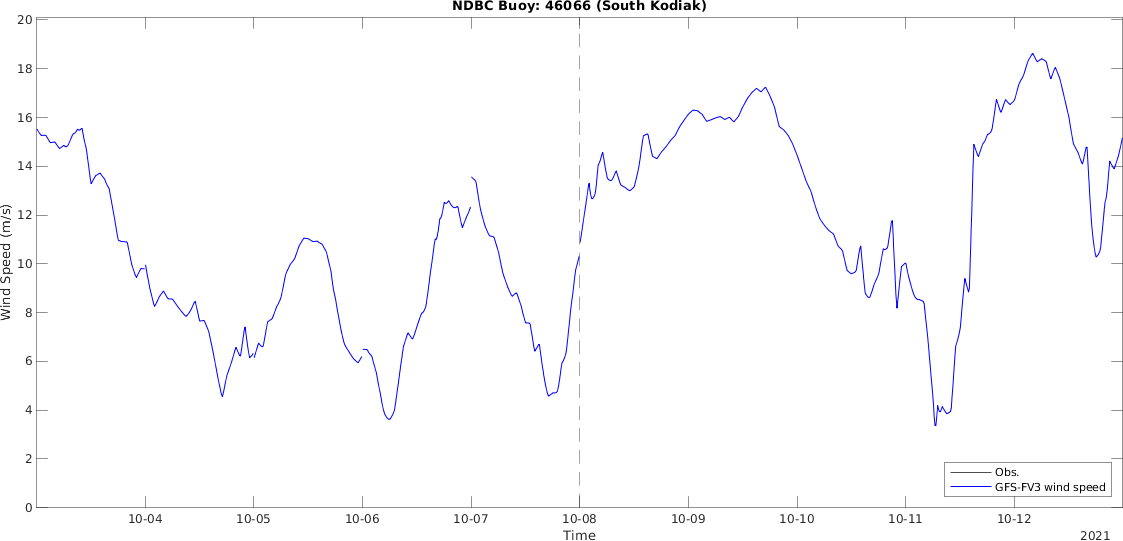 NDBC Buoy: 46066 (South Kodiak)
20
18
16
14
12
10
8
6
4
2
0
Wind Speed (m/s)
10-04 10-05 10-06 10-07 10-08 10-09 10-10 10-11 10-12
Time
2021
Obs.
GFS-FV3 wind speed